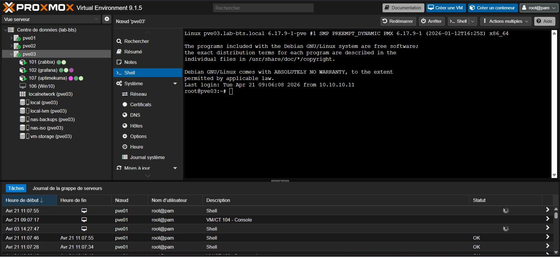 PROXMOX Virtual Environment 9.1.5
Documentation
Créer une VM
Créer un conteneur
root@pam
Vue serveur
Nœud 'pve03'
Redémarrer
Arrêter
Shell
Actions multiples
Aide
Centre de données (lab-bts)
pve01
pve02
pve03
101 (zabbix)
102 (grafana)
107 (uptimekuma)
106 (Win10)
localnetwork (pve03)
local (pve03)
local-lvm (pve03)
nas-backups (pve03)
nas-iso (pve03)
vm-storage (pve03)
Rechercher
Résumé
Notes
Shell
Système
Réseau
Certificats
DNS
Hôtes
Options
Heure
Journal système
Mises à jour
Linux pve03.lab-bts.local 6.17.9-1-pve #1 SMP PREEMPT_DYNAMIC PMX 6.17.9-1 (2026-01-12T16:25Z) x86_64
The programs included with the Debian GNU/Linux system are free software;
the exact distribution terms for each program are described in the
individual files in /usr/share/doc/*/copyright.
Debian GNU/Linux comes with ABSOLUTELY NO WARRANTY, to the extent
permitted by applicable law.
Last login: Tue Apr 21 09:06:08 2026 from 10.10.10.11
root@pve03:~#
Tâches
Journal de la grappe de serveurs
Heure de début ↓ Heure de fin Nœud Nom d'utilisateur Description Statut
Avr 21 11:07:55 pve01 root@pam Shell
Avr 21 09:07:17 pve01 root@pam VM/CT 104 - Console
Avr 03 14:27:47 pve01 root@pam Shell
Avr 21 11:07:46 Avr 21 11:07:55 pve01 root@pam Shell OK
Avr 21 11:07:28 Avr 21 11:07:34 pve01 root@pam Shell OK